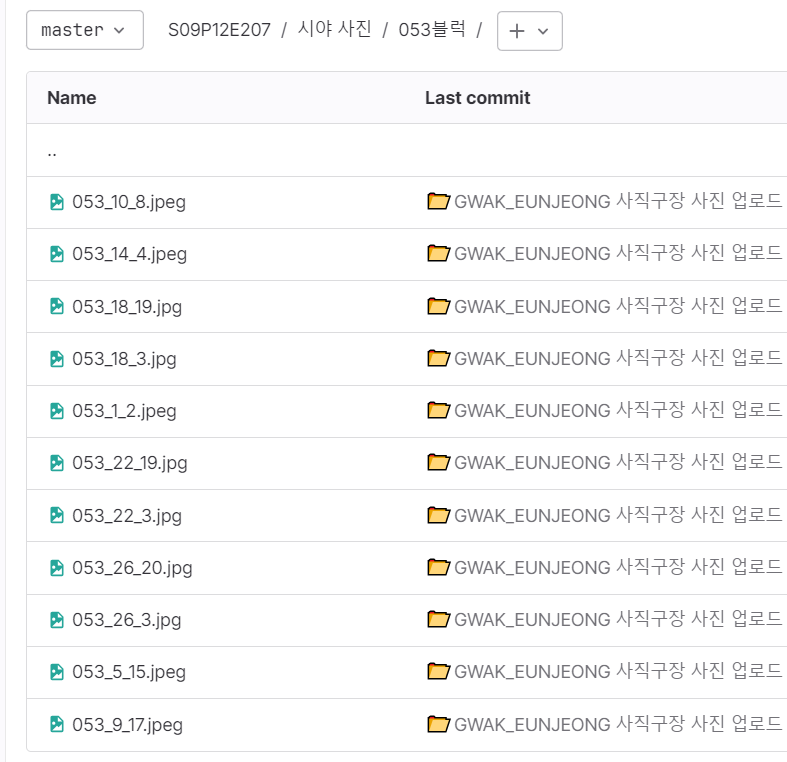 master S09P12E207 / 시야 사진 / 053블럭 / +
Name Last commit
..
053_10_8.jpeg GWAK_EUNJEONG 사직구장 사진 업로드
053_14_4.jpeg GWAK_EUNJEONG 사직구장 사진 업로드
053_18_19.jpg GWAK_EUNJEONG 사직구장 사진 업로드
053_18_3.jpg GWAK_EUNJEONG 사직구장 사진 업로드
053_1_2.jpeg GWAK_EUNJEONG 사직구장 사진 업로드
053_22_19.jpg GWAK_EUNJEONG 사직구장 사진 업로드
053_22_3.jpg GWAK_EUNJEONG 사직구장 사진 업로드
053_26_20.jpg GWAK_EUNJEONG 사직구장 사진 업로드
053_26_3.jpg GWAK_EUNJEONG 사직구장 사진 업로드
053_5_15.jpeg GWAK_EUNJEONG 사직구장 사진 업로드
053_9_17.jpeg GWAK_EUNJEONG 사직구장 사진 업로드